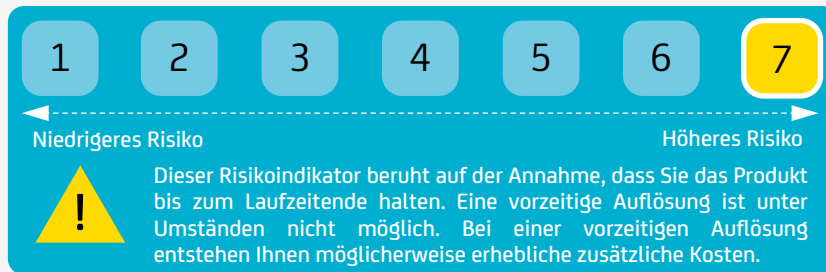 1 2 3 4 5 6 7
Niedrigeres Risiko Höheres Risiko
!
Dieser Risikoindikator beruht auf der Annahme, dass Sie das Produkt
bis zum Laufzeitende halten. Eine vorzeitige Auflösung ist unter
Umständen nicht möglich. Bei einer vorzeitigen Auflösung
entstehen Ihnen möglicherweise erhebliche zusätzliche Kosten.